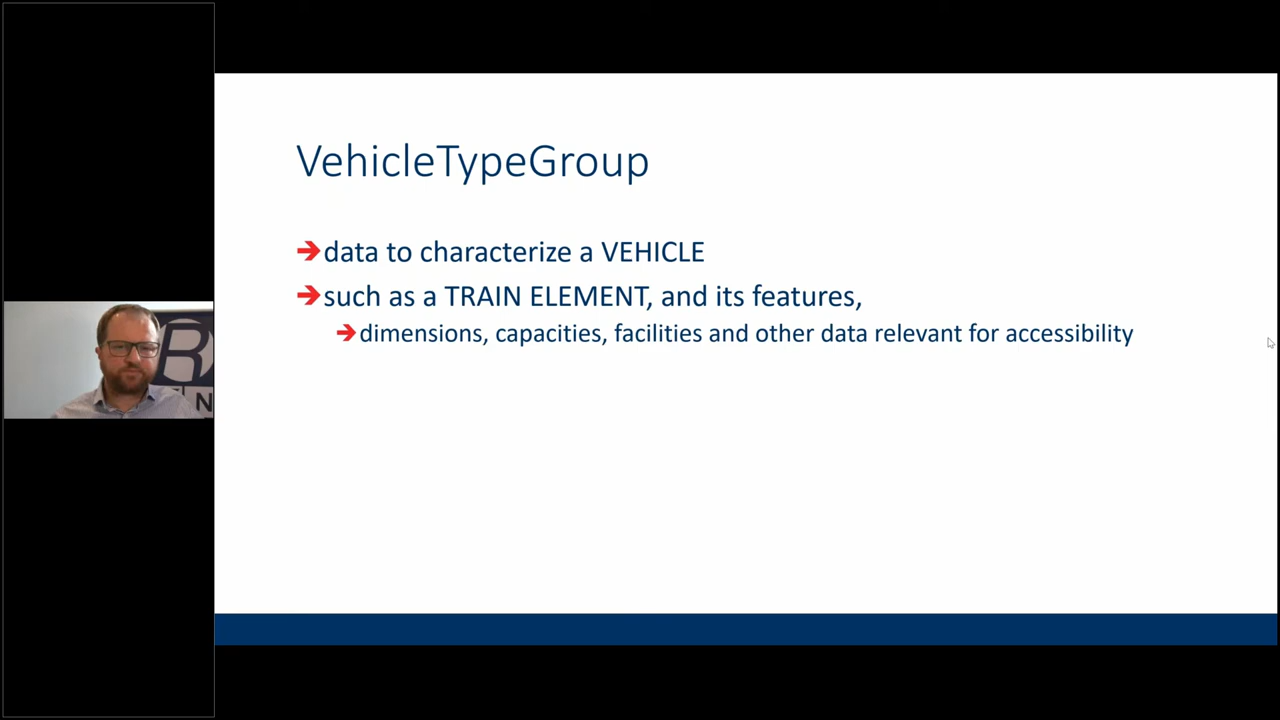 VehicleTypeGroup
➔data to characterize a VEHICLE
➔such as a TRAIN ELEMENT, and its features,
➔dimensions, capacities, facilities and other data relevant for accessibility
R
N